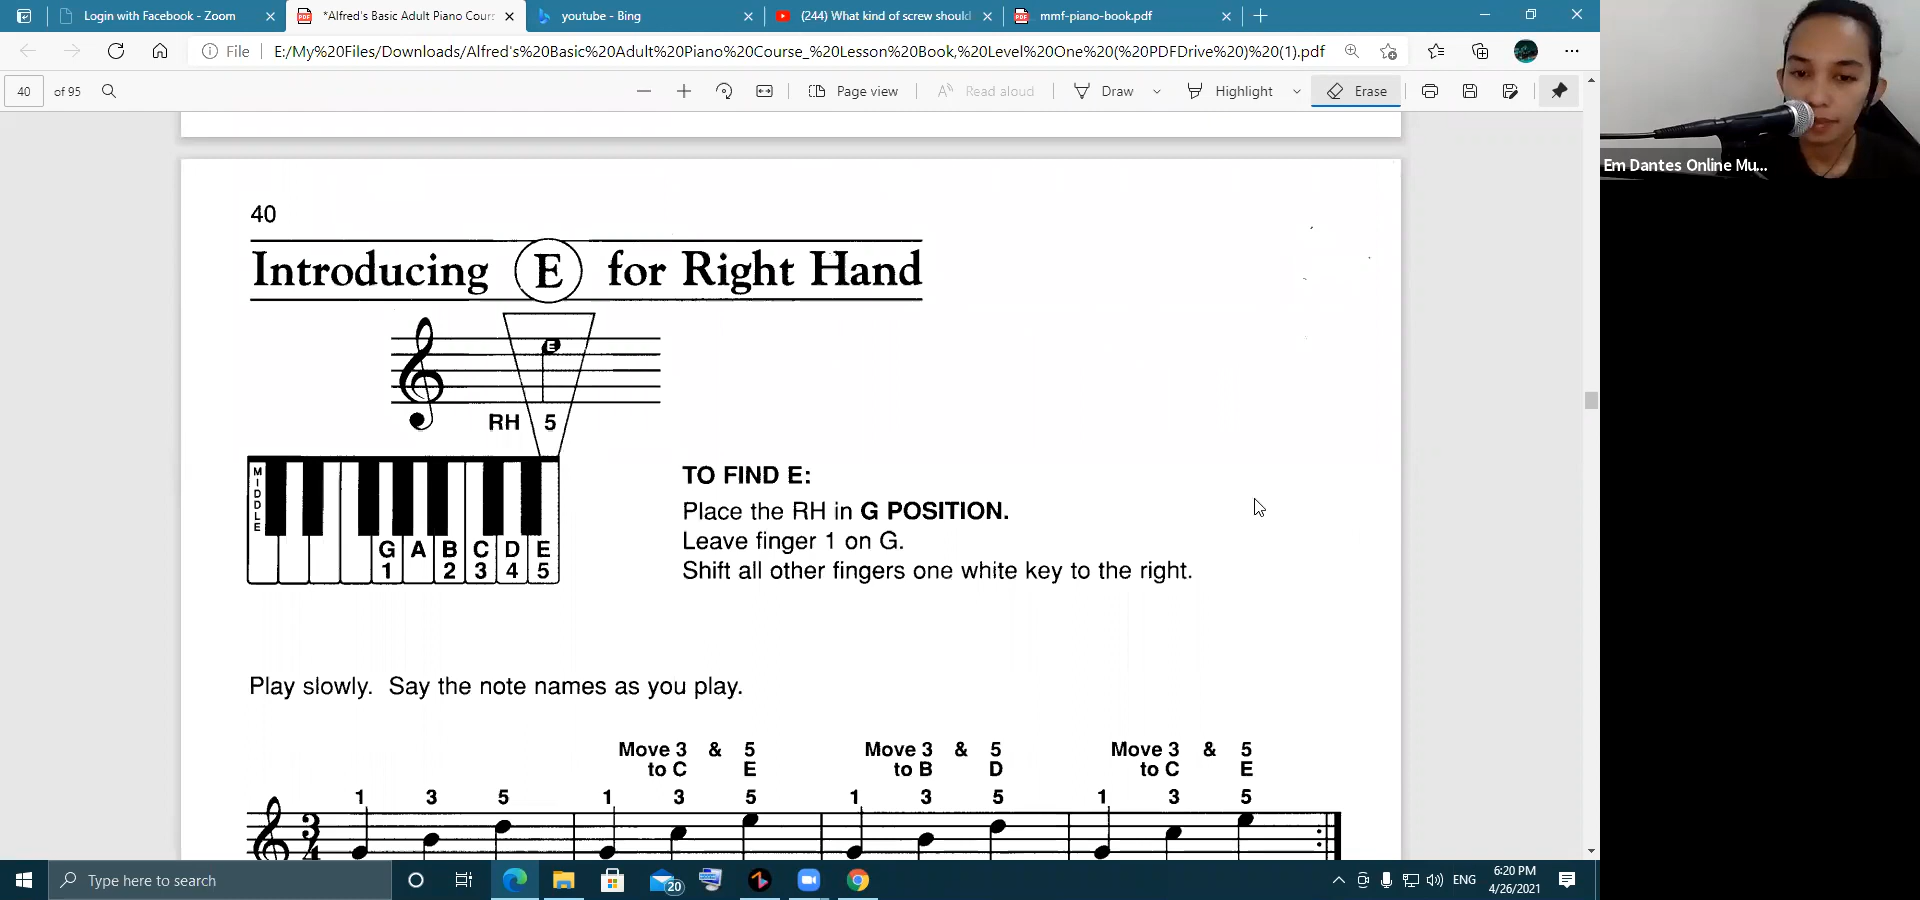 Login with Facebook - Zoom
*Alfred's Basic Adult Piano Cours
youtube - Bing
(244) What kind of screw should
mmf-piano-book.pdf
File
E:/My%20Files/Downloads/Alfred's%20Basic%20Adult%20Piano%20Course_%20Lesson%20Book,%20Level%20One%20(%20PDFDrive%20)%20(1).pdf
40 of 95
Page view
Read aloud
Draw
Highlight
Erase
Em Dantes Online Mu...
40
Introducing E for Right Hand
E
RH 5
MIDDLE
G A B C D E
1 2 3 4 5
TO FIND E:
Place the RH in G POSITION.
Leave finger 1 on G.
Shift all other fingers one white key to the right.
Play slowly. Say the note names as you play.
Move 3 & 5 Move 3 & 5 Move 3 & 5
to C E to B D to C E
1 3 5 1 3 5 1 3 5 1 3 5
3
4
Type here to search
20
ENG
6:20 PM
4/26/2021